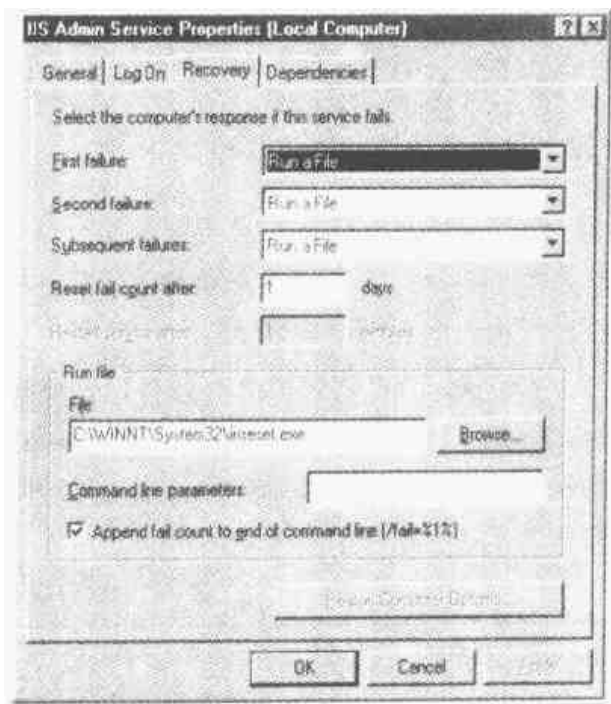 IIS Admin Service Properties (Local Computer)
General Log On Recovery Dependencies
Select the computer's response if this service fails.
First failure: Run a File
Second failure: Run a File
Subsequent failures: Run a File
Reset fail count after: 1 days
Run file
File
C:\WINNT\System32\iisreset.exe Browse...
Command line parameters:
Append fail count to end of command line (/fail=%1%)
OK Cancel